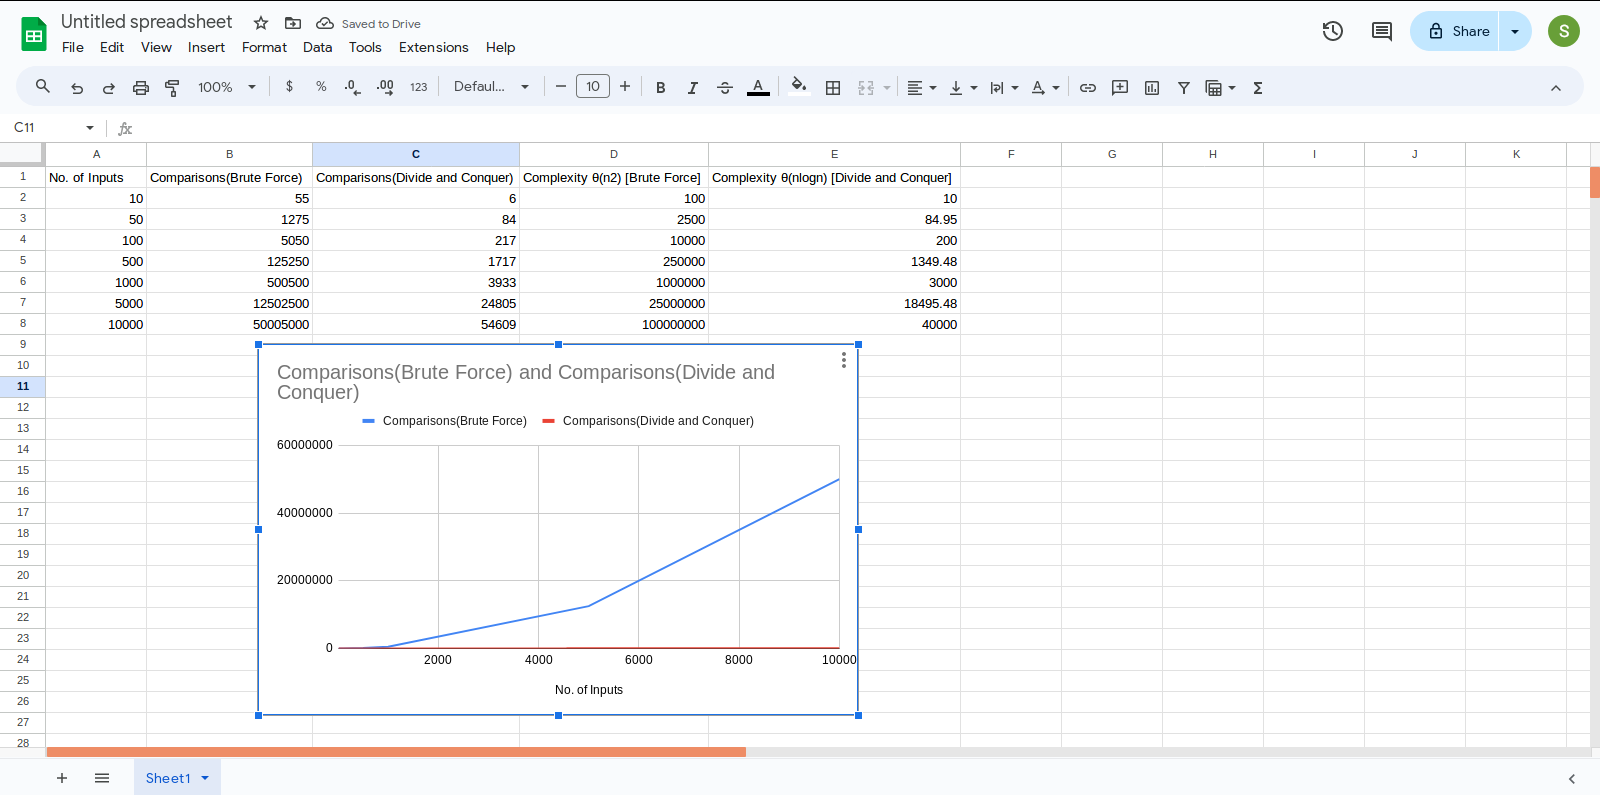 Untitled spreadsheet Saved to Drive
File Edit View Insert Format Data Tools Extensions Help
Share
S
100% $ % .0 .00 123 Defaul... 10 B I S A A Σ
C11 fx
A B C D E F G H I J K
1 No. of Inputs Comparisons(Brute Force) Comparisons(Divide and Conquer) Complexity θ(n2) [Brute Force] Complexity θ(nlogn) [Divide and Conquer]
2 10 55 6 100 10
3 50 1275 84 2500 84.95
4 100 5050 217 10000 200
5 500 125250 1717 250000 1349.48
6 1000 500500 3933 1000000 3000
7 5000 12502500 24805 25000000 18495.48
8 10000 50005000 54609 100000000 40000
9
10
11
12
13
14
15
16
17
18
19
20
21
22
23
24
25
26
27
28
Comparisons(Brute Force) and Comparisons(Divide and
Conquer)
Comparisons(Brute Force) Comparisons(Divide and Conquer)
60000000
40000000
20000000
0
2000 4000 6000 8000 10000
No. of Inputs
Sheet1